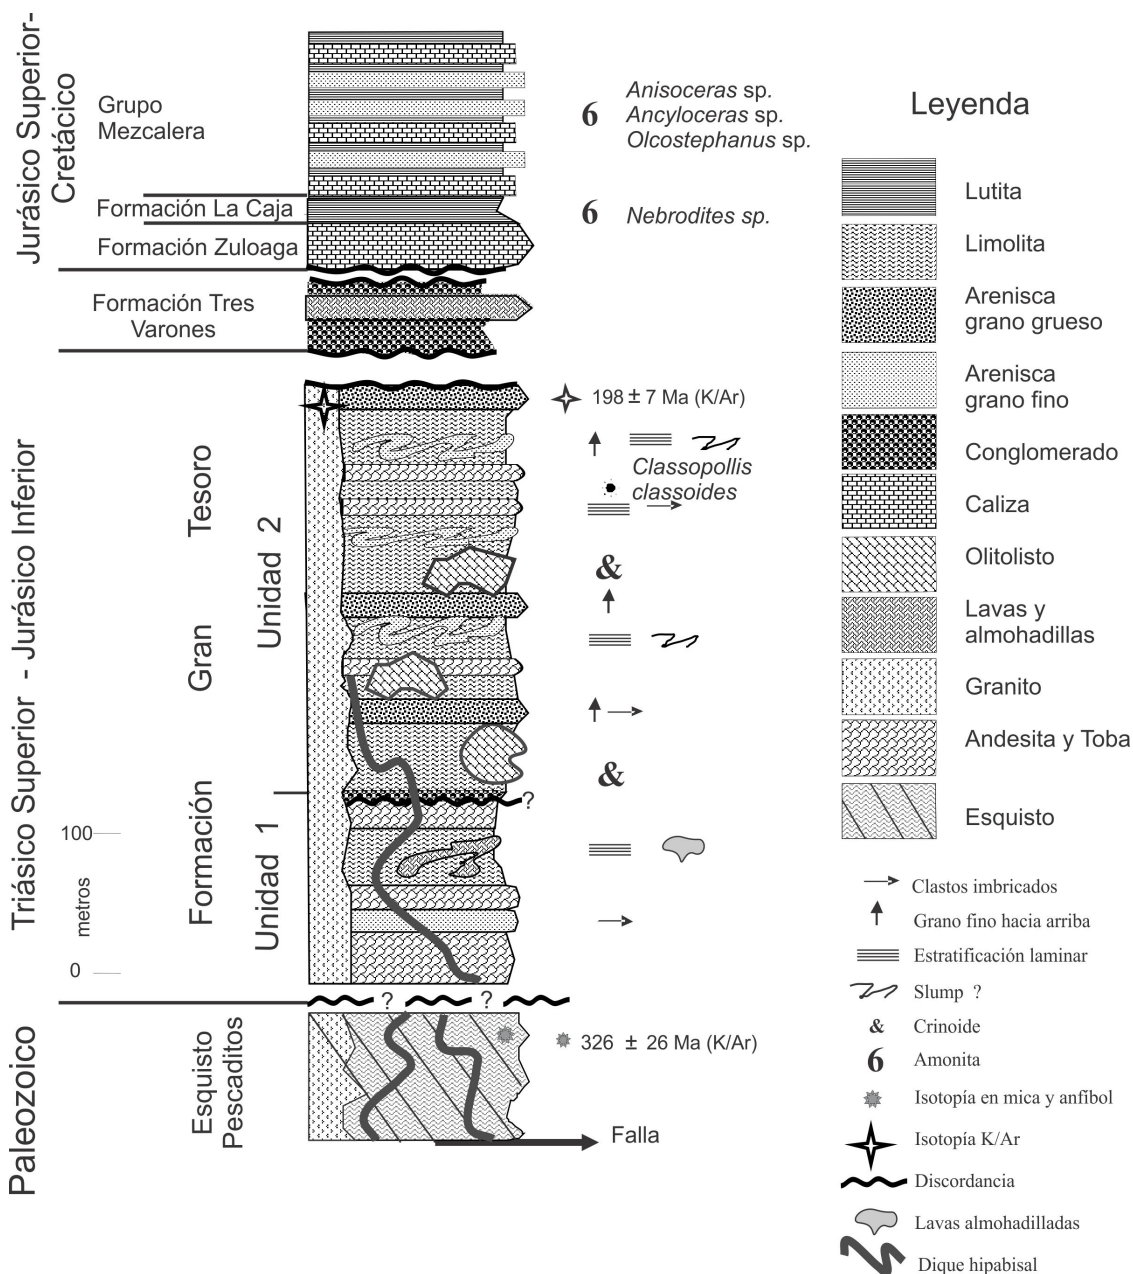 Jurásico Superior-
Cretácico
Grupo
Mezcalera
Formación La Caja
Formación Zuloaga
Formación Tres
Varones
6
Anisoceras sp.
Ancyloceras sp.
Olcostephanus sp.
6
Nebrodites sp.
Triásico Superior - Jurásico Inferior
Formación Gran Tesoro
Unidad 2
Unidad 1
198 ± 7 Ma (K/Ar)
Classopollis
classoides
&
&
?
100
metros
0
? ?
Paleozoico
Esquisto
Pescaditos
326 ± 26 Ma (K/Ar)
Falla
Leyenda
Lutita
Limolita
Arenisca
grano grueso
Arenisca
grano fino
Conglomerado
Caliza
Olitolisto
Lavas y
almohadillas
Granito
Andesita y Toba
Esquisto
Clastos imbricados
Grano fino hacia arriba
Estratificación laminar
Slump ?
& Crinoide
6 Amonita
Isotopía en mica y anfíbol
Isotopía K/Ar
Discordancia
Lavas almohadilladas
Dique hipabisal